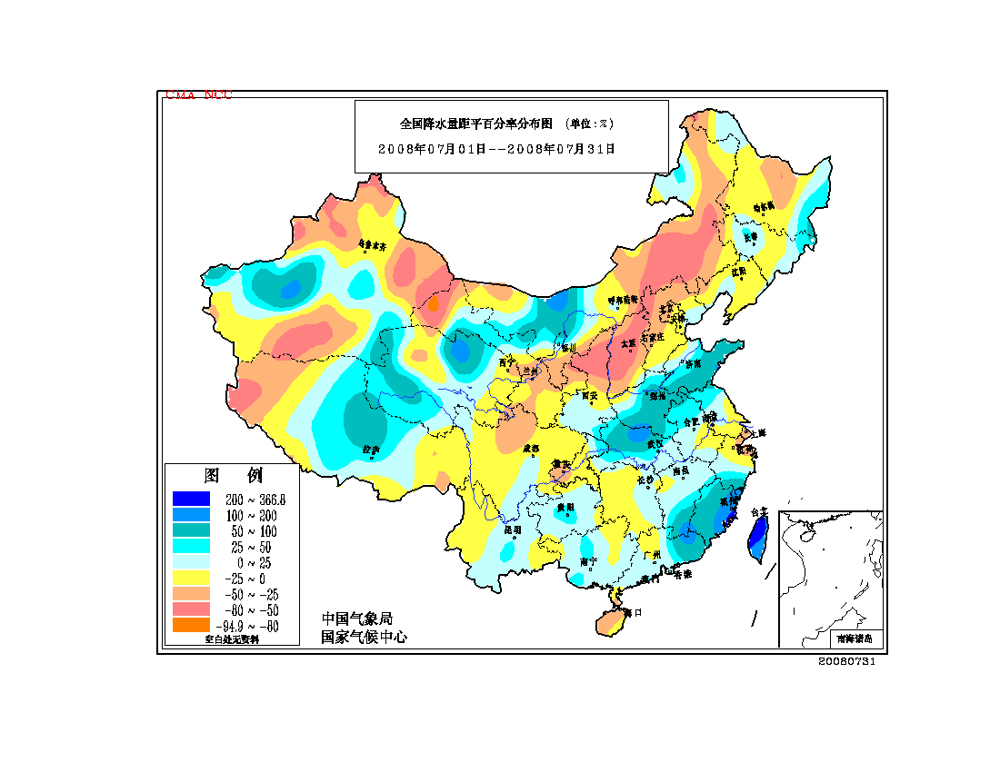 CMA NCC
全国降水量距平百分率分布图 (单位:%)
2008年07月01日--2008年07月31日
哈尔滨
长春
乌鲁木齐
沈阳
呼和浩特
北京
天津
银川
太原
石家庄
西宁
济南
兰州
西安
郑州
合肥
南京
上海
拉萨
成都
武汉
杭州
重庆
长沙
南昌
贵阳
福州
台北
昆明
广州
南宁
澳门
香港
海口
图 例
200 ~ 366.8
100 ~ 200
50 ~ 100
25 ~ 50
0 ~ 25
-25 ~ 0
-50 ~ -25
-80 ~ -50
-94.9 ~ -80
空白处无资料
中国气象局
国家气候中心
南海诸岛
20080731